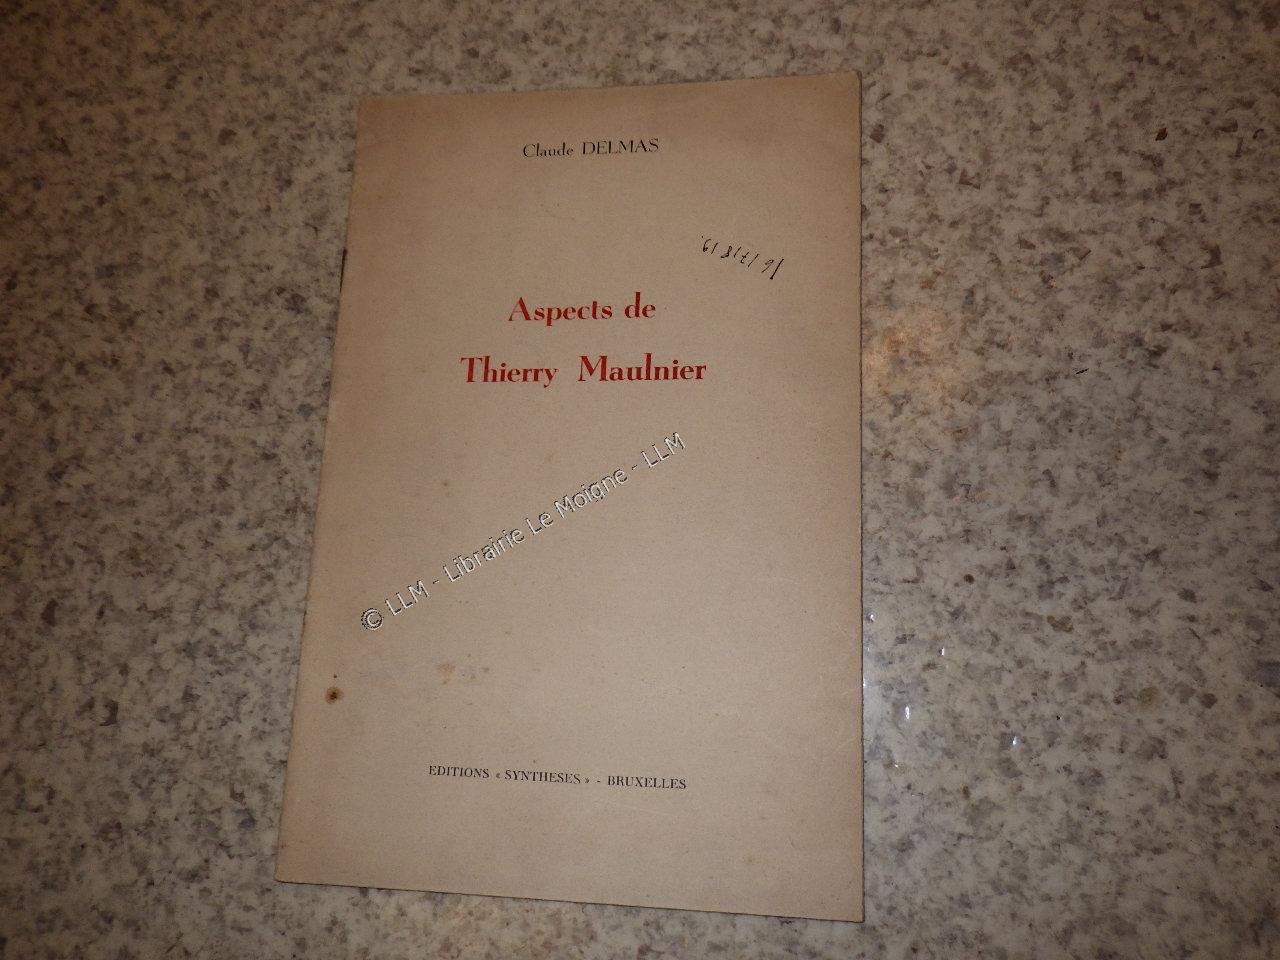 Claude DELMAS
Aspects de
Thierry Maulnier
© LLM - Librairie Le Moigne - LLM
EDITIONS « SYNTHESES » - BRUXELLES